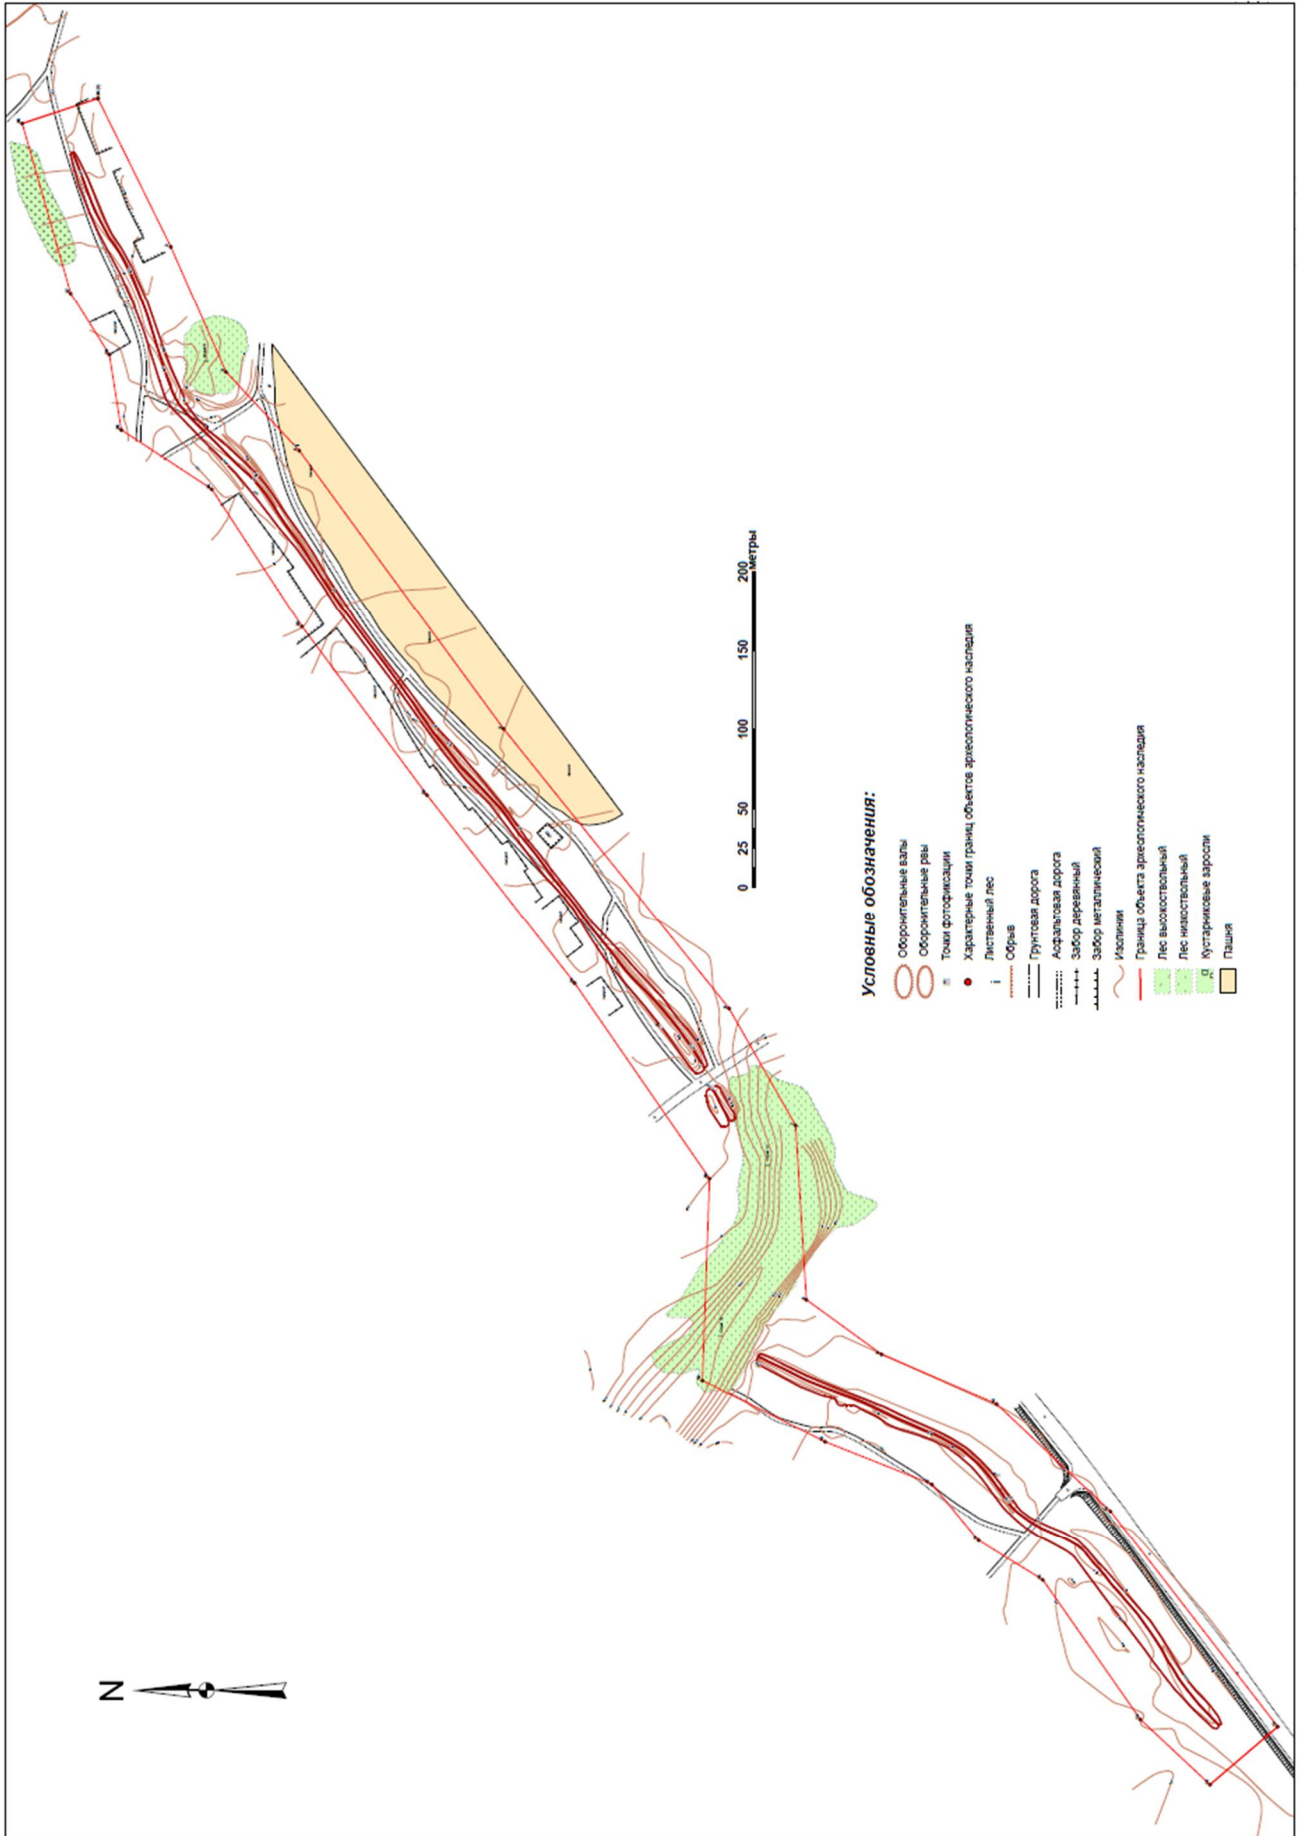 N
0 25 50 100 150 200
метры
Условные обозначения:
Оборонительные валы
Оборонительные рвы
Точки фотофиксации
Характерные точки границ объектов археологического наследия
Лиственный лес
Обрыв
Грунтовая дорога
Асфальтовая дорога
Забор деревянный
Забор металлический
Изолинии
Граница объекта археологического наследия
Лес высокоствольный
Лес низкоствольный
Кустарниковые заросли
Пашня